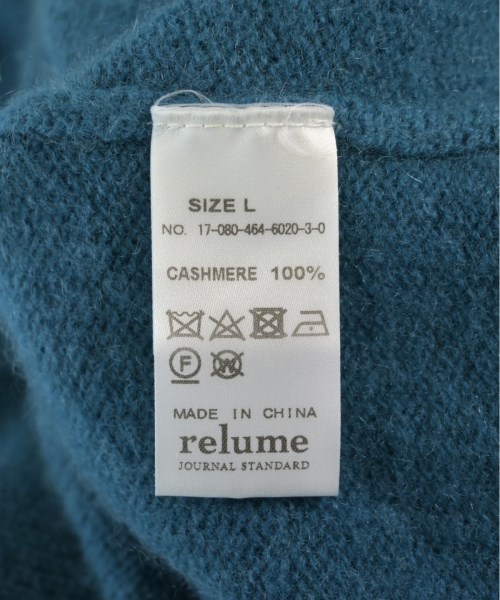 SIZE L
NO. 17-080-464-6020-3-0
CASHMERE 100%
F W
MADE IN CHINA
relume
JOURNAL STANDARD